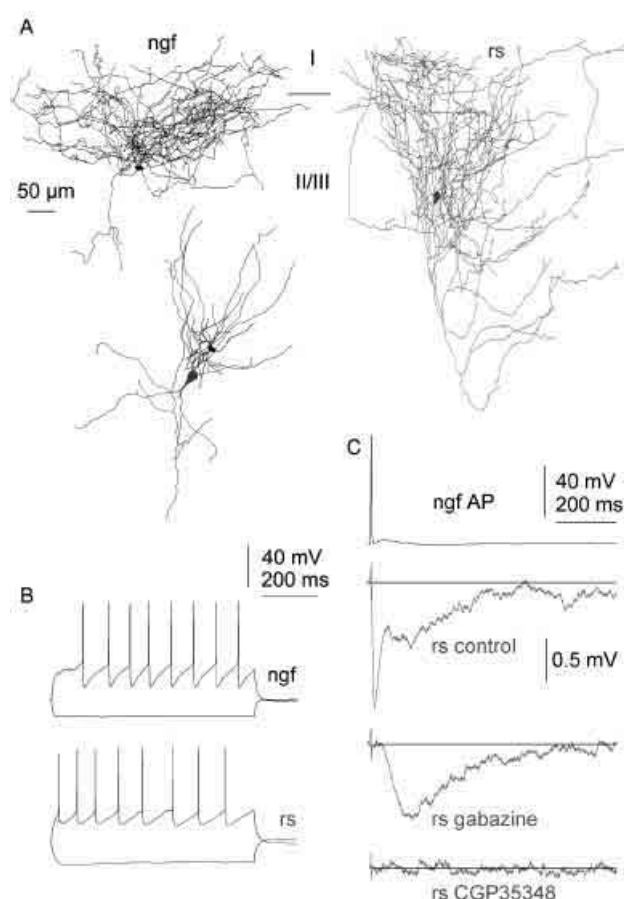 A
ngf
I
rs
II/III
50 µm
C
ngf AP
40 mV
200 ms
40 mV
200 ms
B
ngf
rs control
0.5 mV
rs
rs gabazine
rs CGP35348